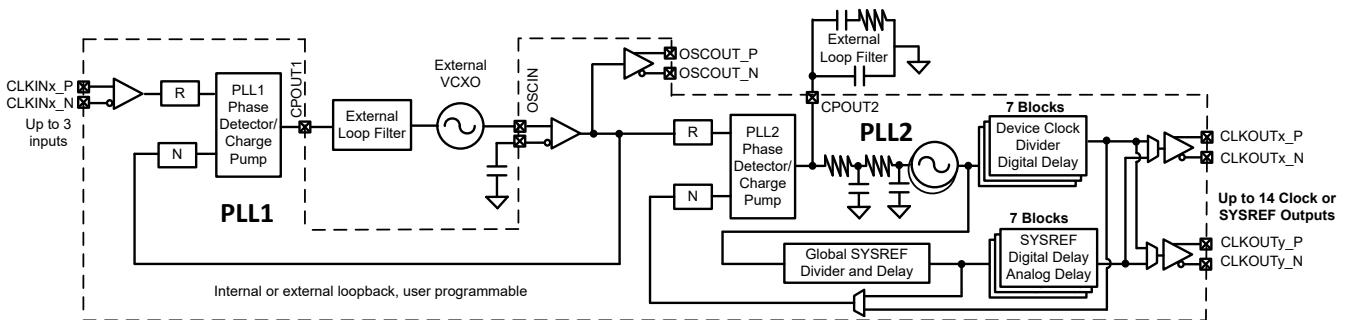 CLKINx_P
CLKINx_N
Up to 3
inputs
R
N
PLL1
Phase
Detector/
Charge
Pump
PLL1
CPOUT1
External
Loop Filter
External
VCXO
OSCIN
OSCOUT_P
OSCOUT_N
External
Loop Filter
CPOUT2
R
N
PLL2
Phase
Detector/
Charge
Pump
PLL2
7 Blocks
Device Clock
Divider
Digital Delay
CLKOUTx_P
CLKOUTx_N
Up to 14 Clock or
SYSREF Outputs
7 Blocks
SYSREF
Digital Delay
Analog Delay
Global SYSREF
Divider and Delay
CLKOUTy_P
CLKOUTy_N
Internal or external loopback, user programmable